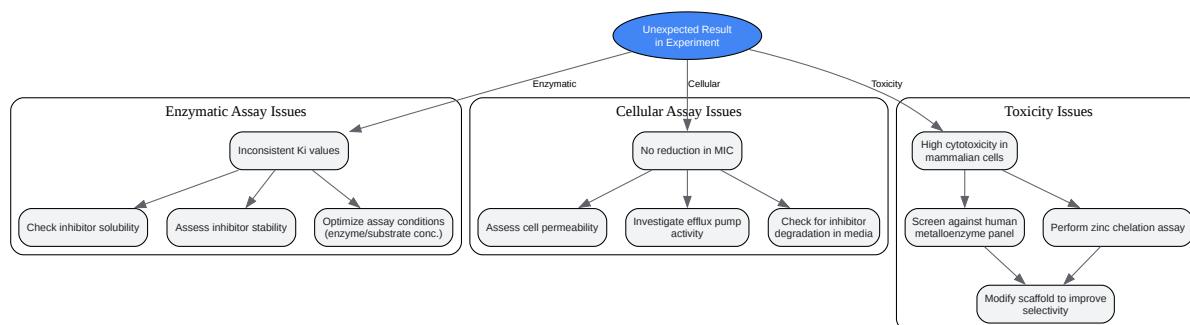 Unexpected Result
in Experiment
Enzymatic
Cellular
Toxicity
Enzymatic Assay Issues
Cellular Assay Issues
Toxicity Issues
Inconsistent Ki values
No reduction in MIC
High cytotoxicity in
mammalian cells
Check inhibitor solubility
Assess inhibitor stability
Optimize assay conditions
(enzyme/substrate conc.)
Assess cell permeability
Investigate efflux pump
activity
Check for inhibitor
degradation in media
Screen against human
metalloenzyme panel
Perform zinc chelation assay
Modify scaffold to improve
selectivity